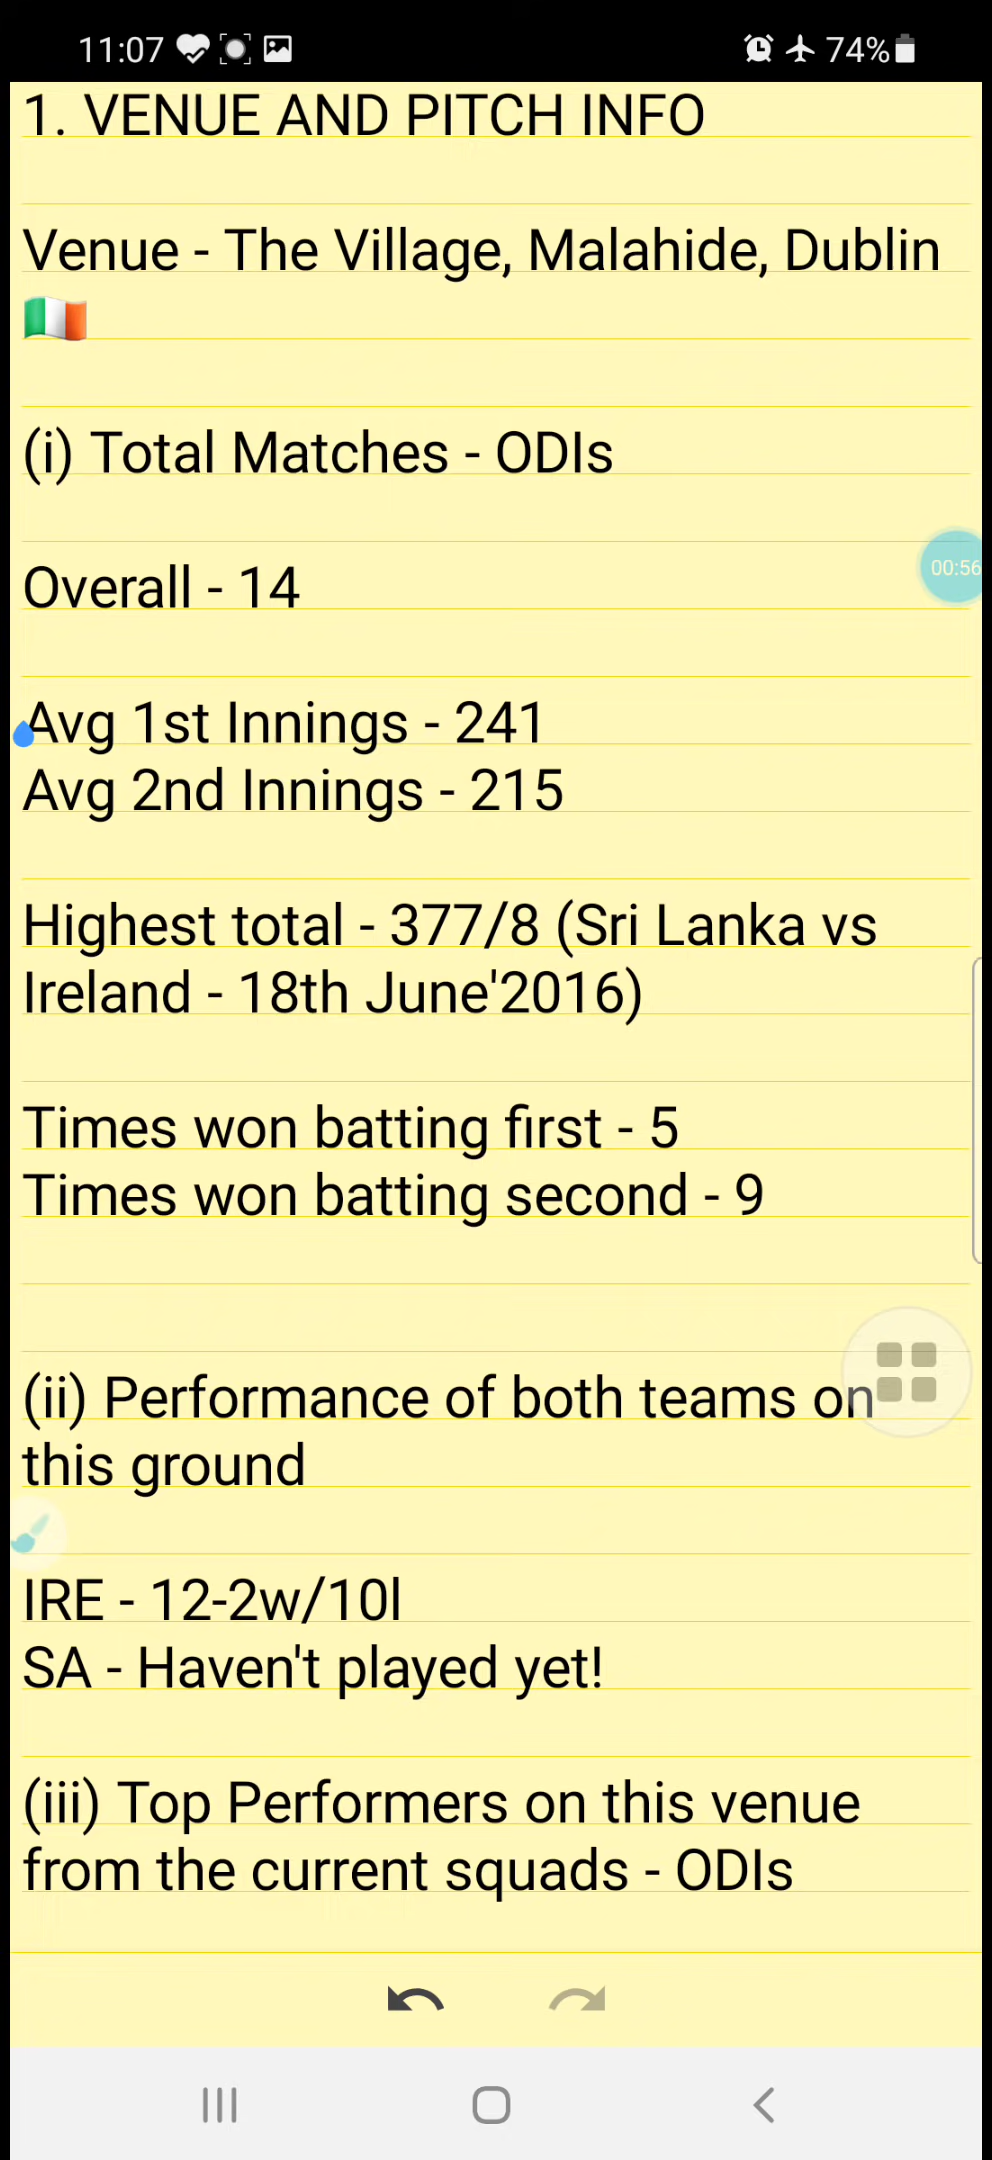 11:07 74%
1. VENUE AND PITCH INFO
Venue - The Village, Malahide, Dublin
🇮🇪
(i) Total Matches - ODIs
00:56
Overall - 14
Avg 1st Innings - 241
Avg 2nd Innings - 215
Highest total - 377/8 (Sri Lanka vs
Ireland - 18th June'2016)
Times won batting first - 5
Times won batting second - 9
(ii) Performance of both teams on
this ground
IRE - 12-2w/10l
SA - Haven't played yet!
(iii) Top Performers on this venue
from the current squads - ODIs